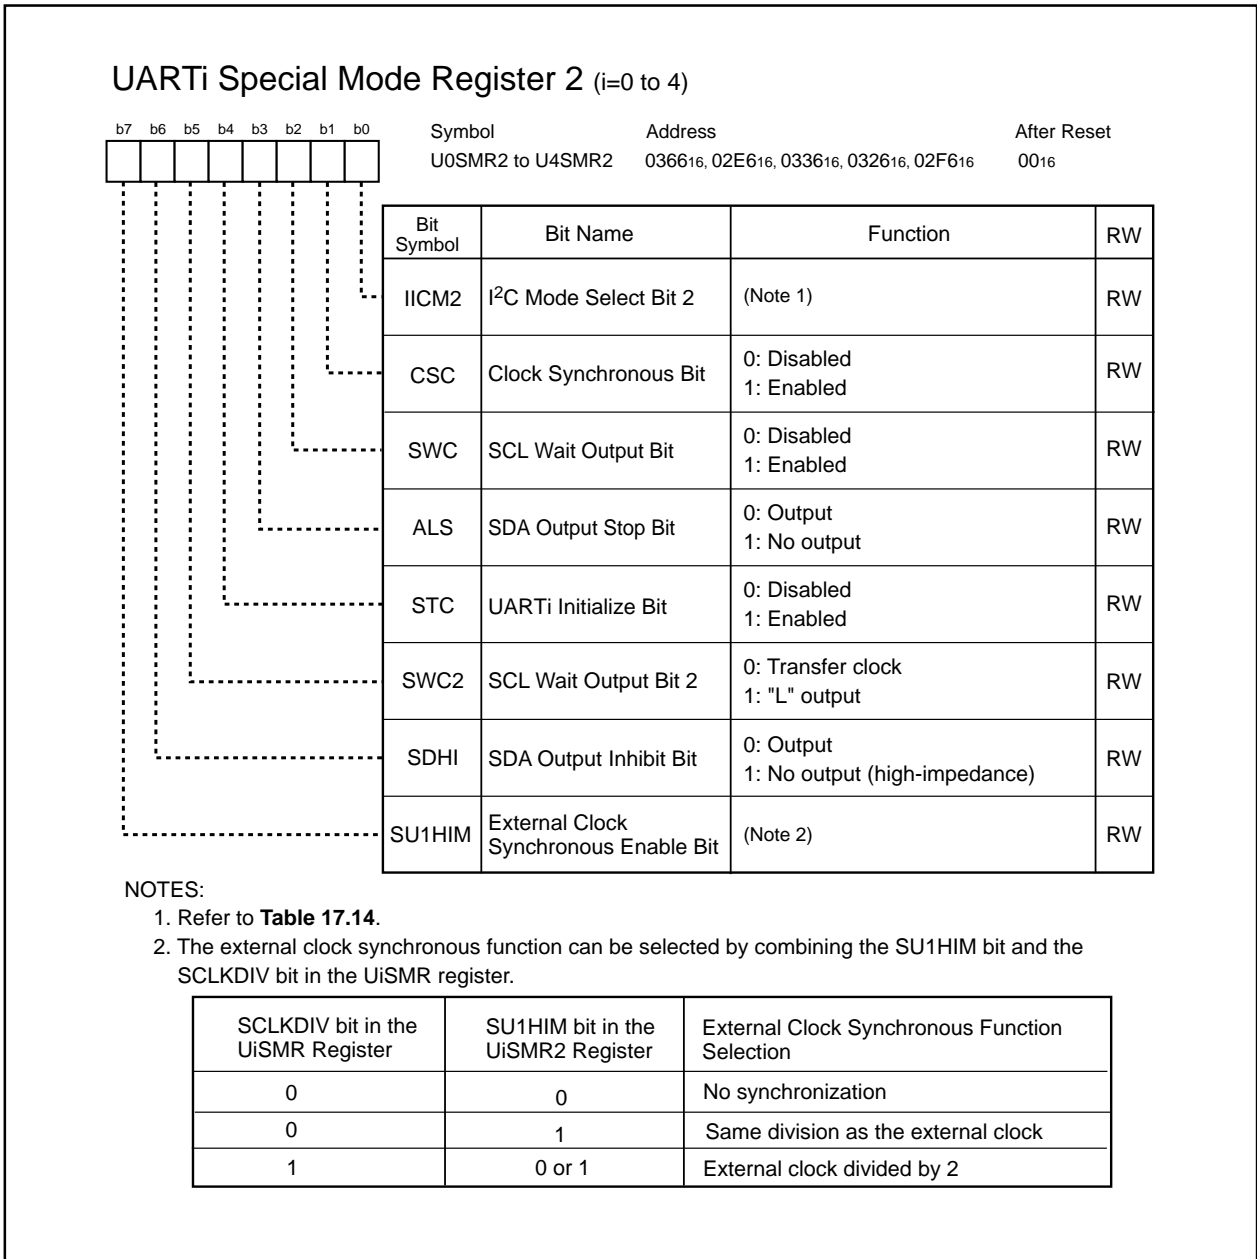 UARTi Special Mode Register 2 (i=0 to 4)
b7 b6 b5 b4 b3 b2 b1 b0
Symbol Address After Reset
U0SMR2 to U4SMR2 036616, 02E616, 033616, 032616, 02F616 0016
Bit Symbol Bit Name Function RW
IICM2 I2C Mode Select Bit 2 (Note 1) RW
CSC Clock Synchronous Bit 0: Disabled RW
1: Enabled
SWC SCL Wait Output Bit 0: Disabled RW
1: Enabled
ALS SDA Output Stop Bit 0: Output RW
1: No output
STC UARTi Initialize Bit 0: Disabled RW
1: Enabled
SWC2 SCL Wait Output Bit 2 0: Transfer clock RW
1: "L" output
SDHI SDA Output Inhibit Bit 0: Output RW
1: No output (high-impedance)
SU1HIM External Clock Synchronous Enable Bit (Note 2) RW
NOTES:
1. Refer to Table 17.14.
2. The external clock synchronous function can be selected by combining the SU1HIM bit and the
SCLKDIV bit in the UiSMR register.
SCLKDIV bit in the UiSMR Register SU1HIM bit in the UiSMR2 Register External Clock Synchronous Function Selection
0 0 No synchronization
0 1 Same division as the external clock
1 0 or 1 External clock divided by 2